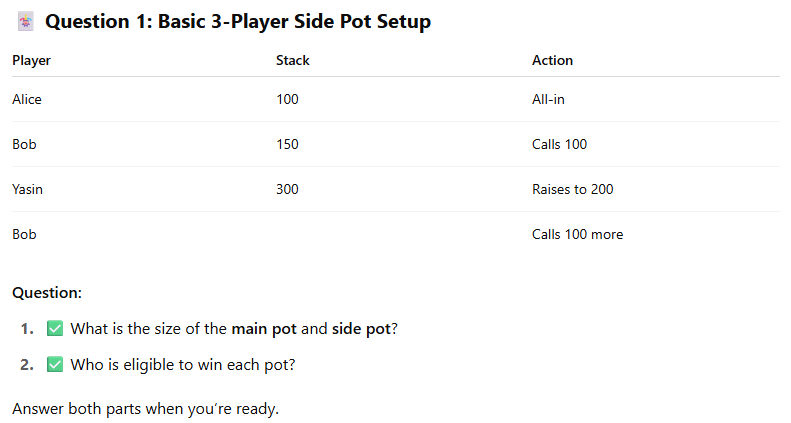 🃏 Question 1: Basic 3-Player Side Pot Setup
Player Stack Action
Alice 100 All-in
Bob 150 Calls 100
Yasin 300 Raises to 200
Bob Calls 100 more
Question:
1. ✅ What is the size of the main pot and side pot?
2. ✅ Who is eligible to win each pot?
Answer both parts when you’re ready.